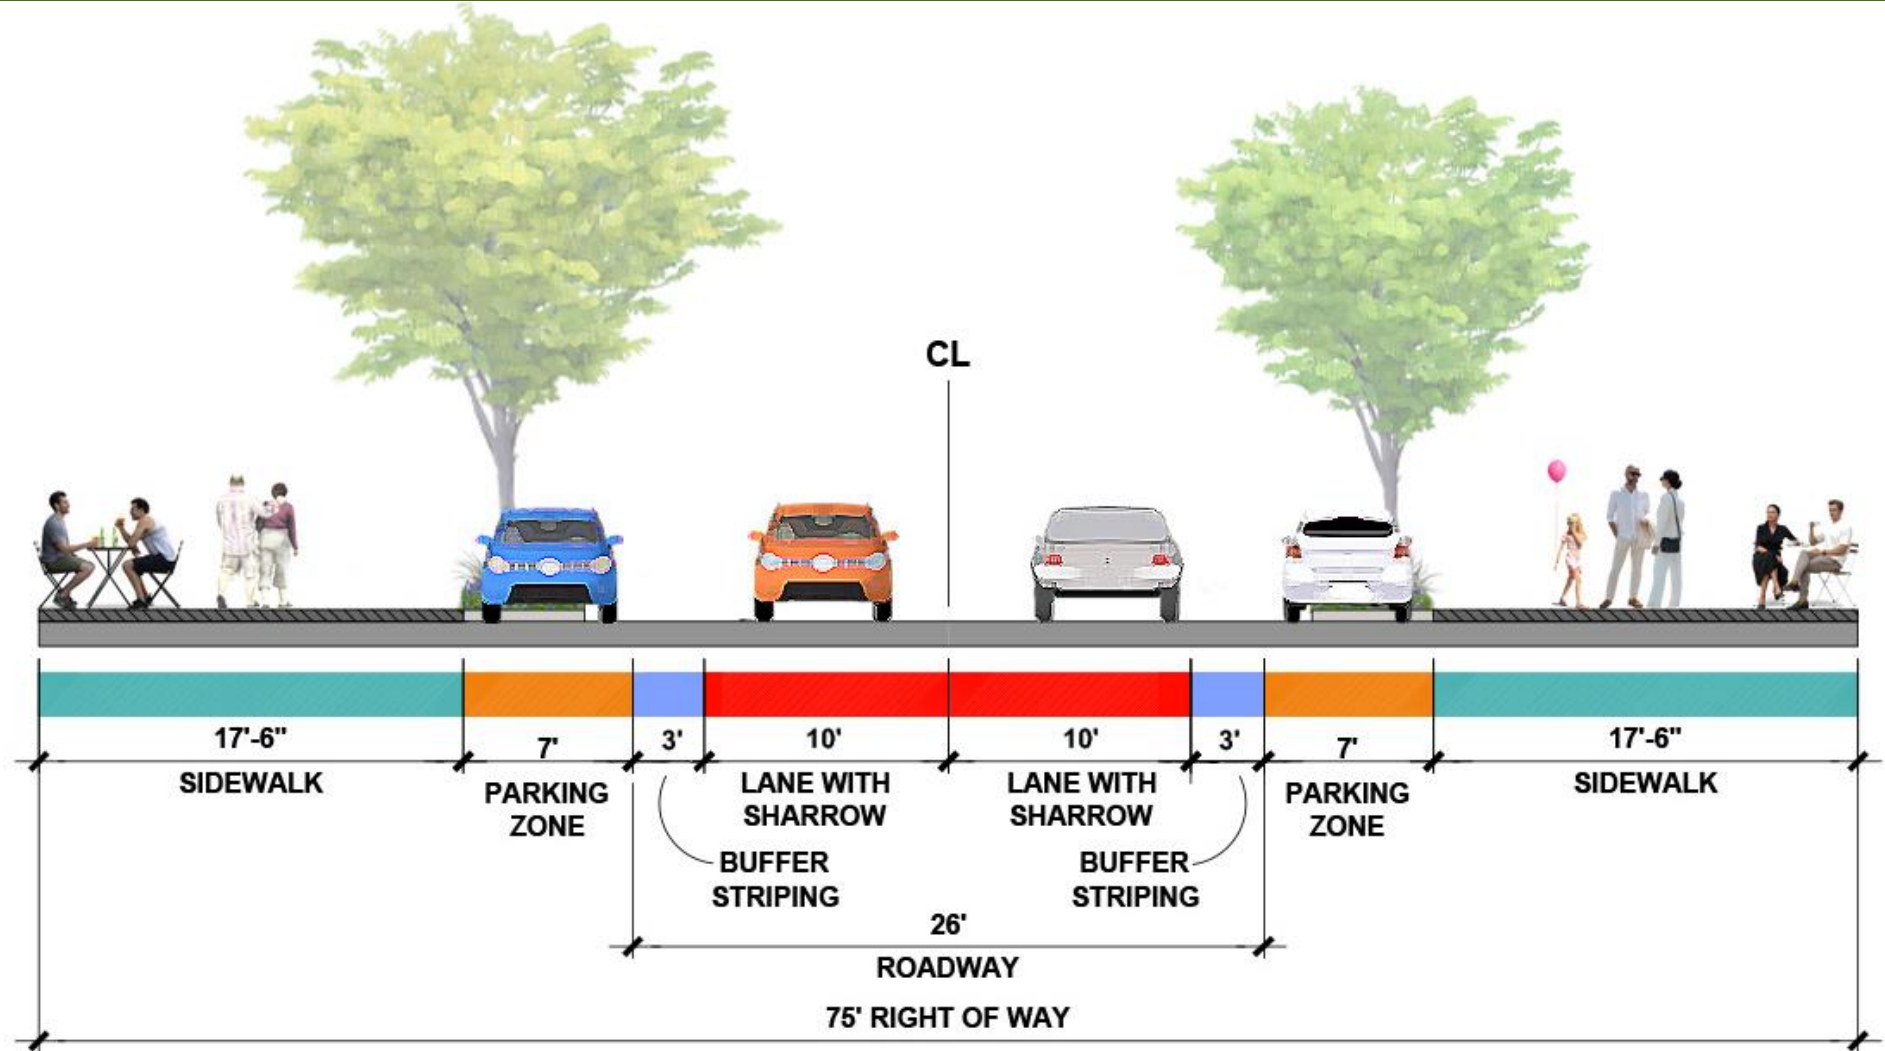 CL
17'-6"
7'
3'
10'
10'
3'
7'
17'-6"
SIDEWALK
PARKING
ZONE
LANE WITH
SHARROW
LANE WITH
SHARROW
PARKING
ZONE
SIDEWALK
BUFFER
STRIPING
BUFFER
STRIPING
26'
ROADWAY
75' RIGHT OF WAY